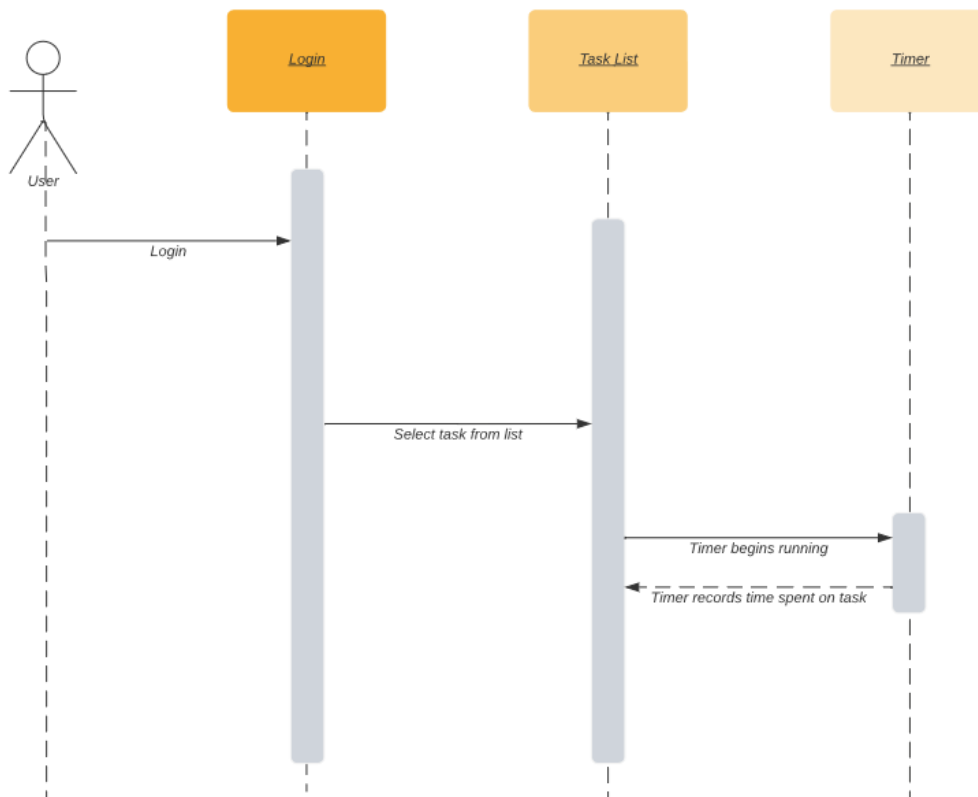 Login
Task List
Timer
User
Login
Select task from list
Timer begins running
Timer records time spent on task